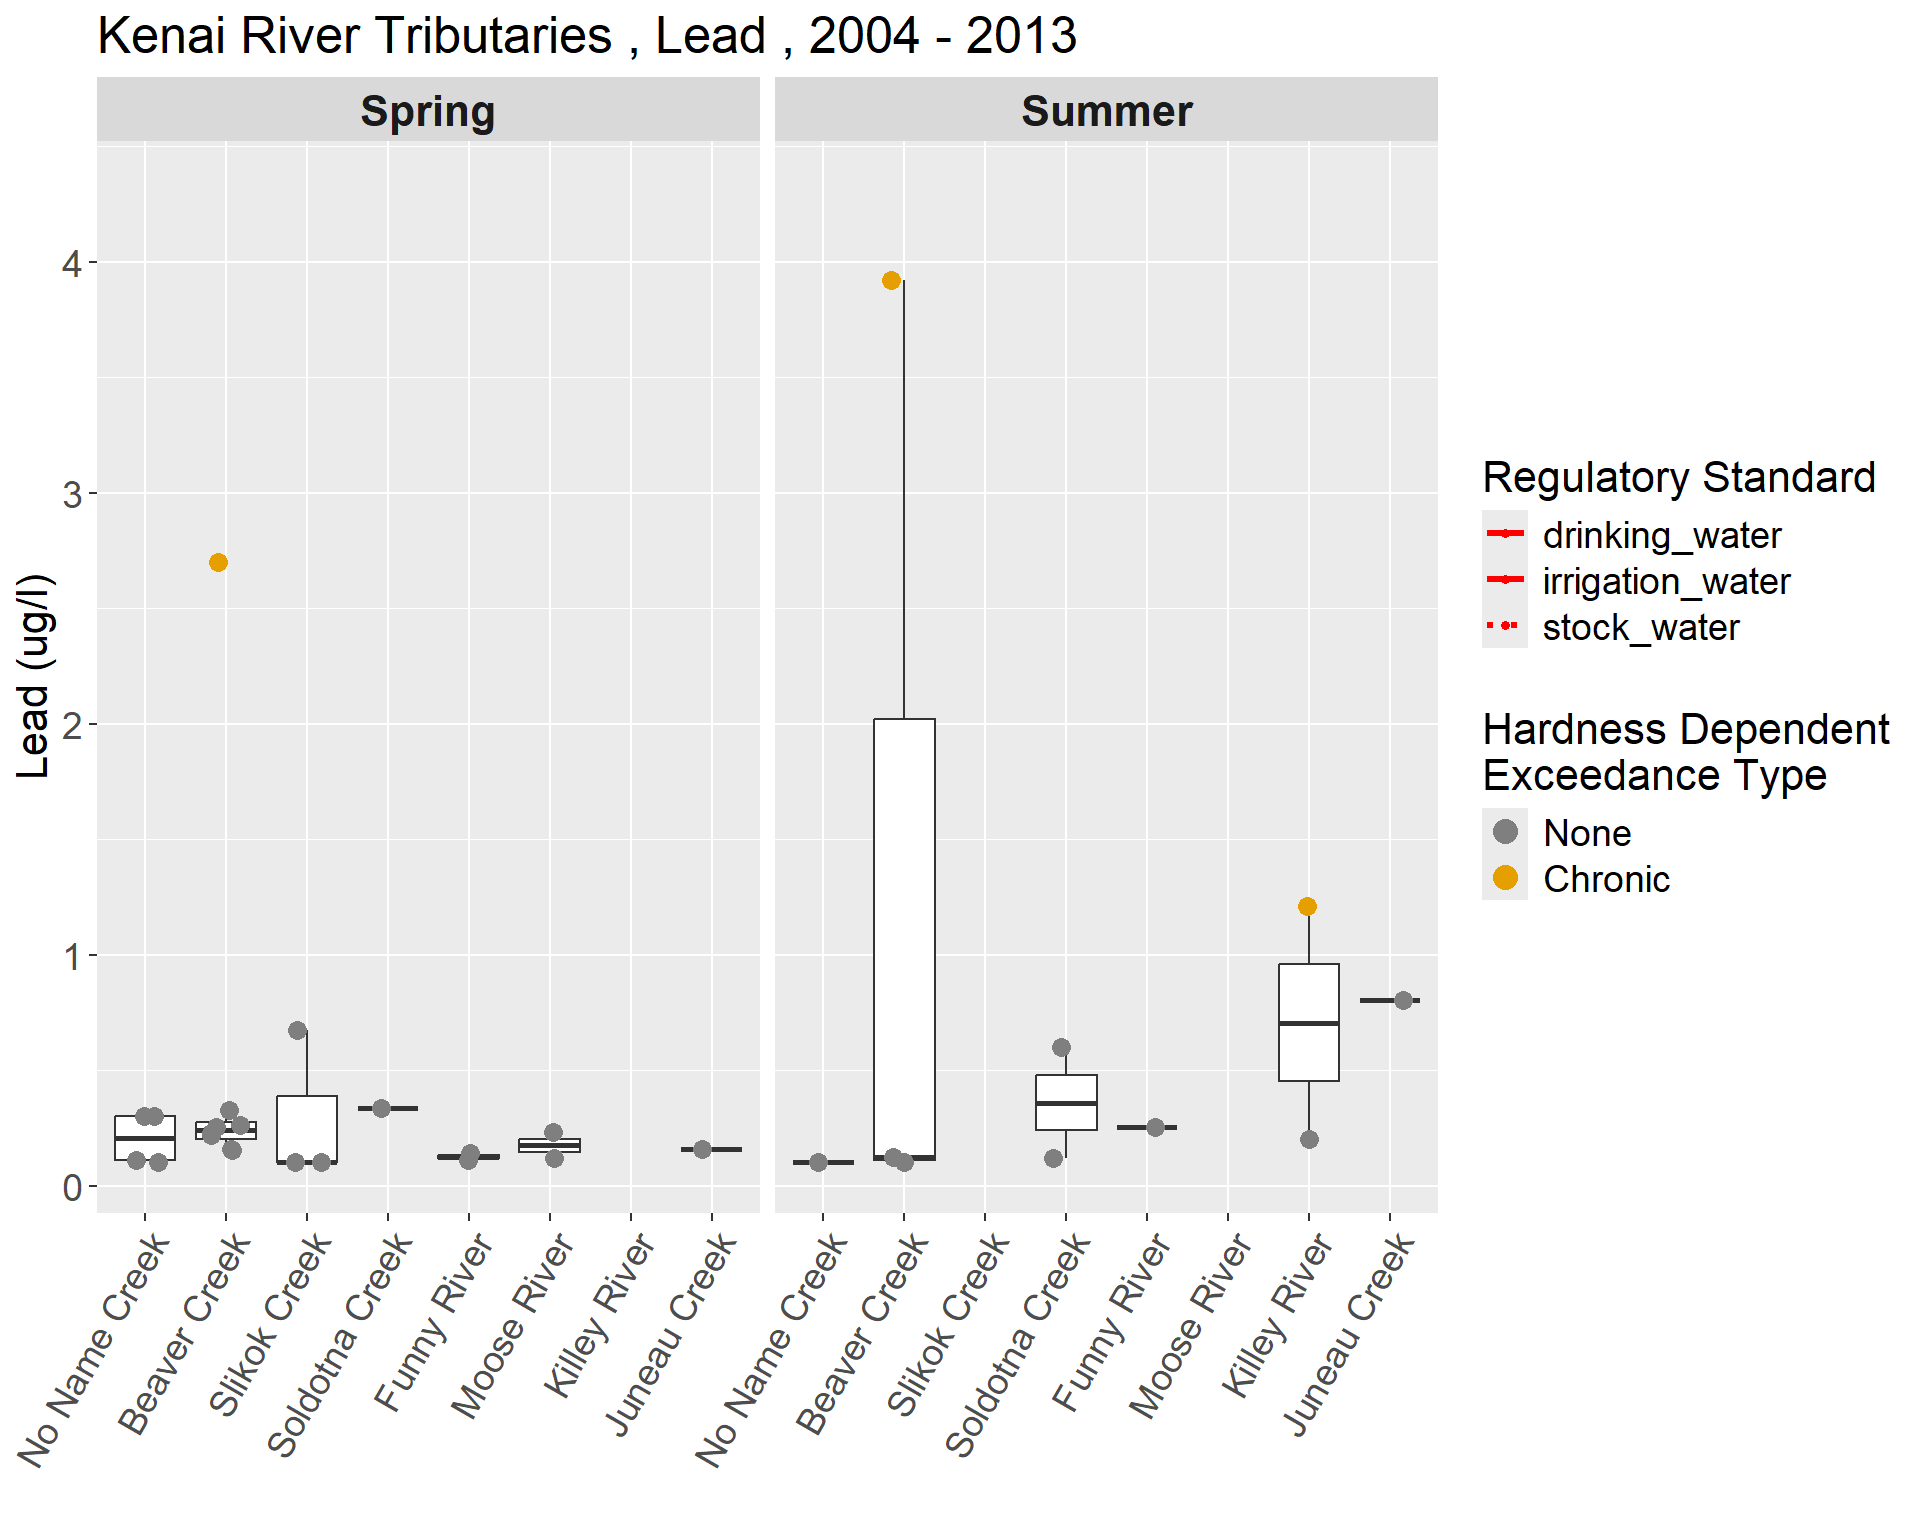 Kenai River Tributaries , Lead , 2004 - 2013
Spring
Summer
Lead (ug/l)
4
3
2
1
0
No Name Creek
Beaver Creek
Slikok Creek
Soldotna Creek
Funny River
Moose River
Killey River
Juneau Creek
No Name Creek
Beaver Creek
Slikok Creek
Soldotna Creek
Funny River
Moose River
Killey River
Juneau Creek
Regulatory Standard
drinking_water
irrigation_water
stock_water
Hardness Dependent
Exceedance Type
None
Chronic